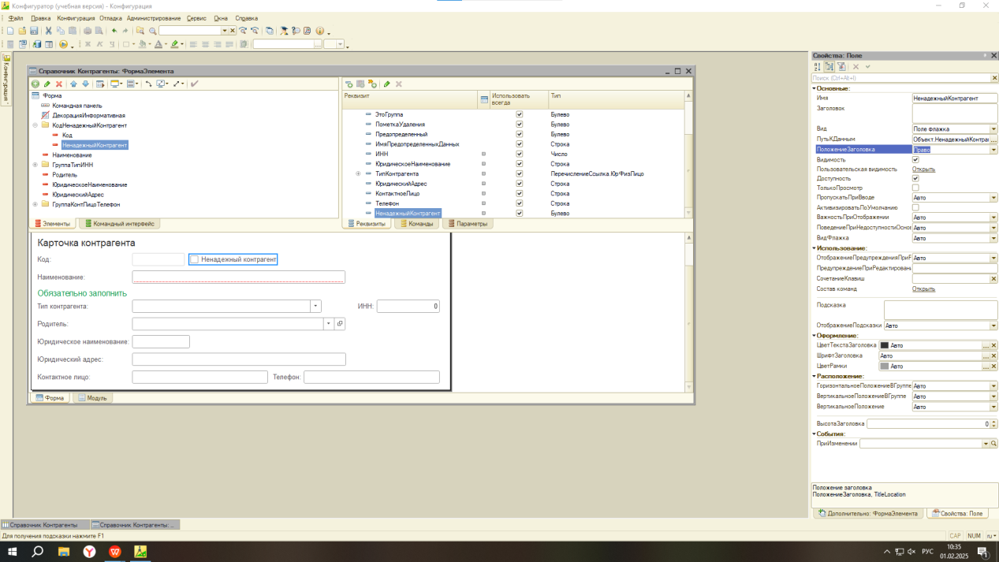 Конфигуратор (учебная версия) - Конфигурация
Файл Правка Конфигурация Отладка Администрирование Сервис Окна Справка
Конфигурация
Справочник Контрагенты: ФормаЭлемента
Форма
Командная панель
ДекорацияИнформативная
КодНенадежныйКонтрагент
Код
НенадежныйКонтрагент
Наименование
ГруппаТипИНН
Родитель
ЮридическоеНаименование
ЮридическийАдрес
ГруппаКонтЛицоТелефон
Элементы Командный интерфейс
Реквизит Использовать всегда Тип
ЭтоГруппа Булево
ПометкаУдаления Булево
Предопределенный Булево
ИмяПредопределенныхДанных Строка
ИНН Число
ЮридическоеНаименование Строка
ТипКонтрагента ПеречислениеСсылка.ЮрФизЛицо
ЮридическийАдрес Строка
КонтактноеЛицо Строка
Телефон Строка
НенадежныйКонтрагент Булево
Реквизиты Команды Параметры
Карточка контрагента
Код: Ненадежный контрагент
Наименование:
Обязательно заполнить
Тип контрагента: ИНН: 0
Родитель:
Юридическое наименование:
Юридический адрес:
Контактное лицо: Телефон:
Форма Модуль
Свойства: Поле
Поиск (Ctrl+Alt+I)
Основные:
Имя НенадежныйКонтрагент
Заголовок
Вид Поле флажка
ПутьКДанным Объект.НенадежныйКонтраг ...
ПоложениеЗаголовка Право
Видимость
Пользовательская видимость Открыть
Доступность
ТолькоПросмотр
ПропускатьПриВводе Авто
АктивизироватьПоУмолчанию
ВажностьПриОтображении Авто
ПоведениеПриНедоступностиОсно Авто
ВидФлажка Авто
Использование:
ОтображениеПредупрежденияПриР Авто
ПредупреждениеПриРедактирован
СочетаниеКлавиш
Состав команд Открыть
Подсказка
ОтображениеПодсказки Авто
Оформление:
ЦветТекстаЗаголовка Авто ...
ШрифтЗаголовка Авто ...
ЦветРамки Авто ...
Расположение:
ГоризонтальноеПоложениеВГруппе Авто
ВертикальноеПоложениеВГруппе Авто
ВертикальноеПоложение Авто
ВысотаЗаголовка 0
События:
ПриИзменении
Положение заголовка
ПоложениеЗаголовка, TitleLocation
Дополнительно: ФормаЭлемента Свойства: Поле
Справочник Контрагенты Справочник Контрагенты: ...
Для получения подсказки нажмите F1 CAP NUM ru
РУС 10:35
01.02.2025
1